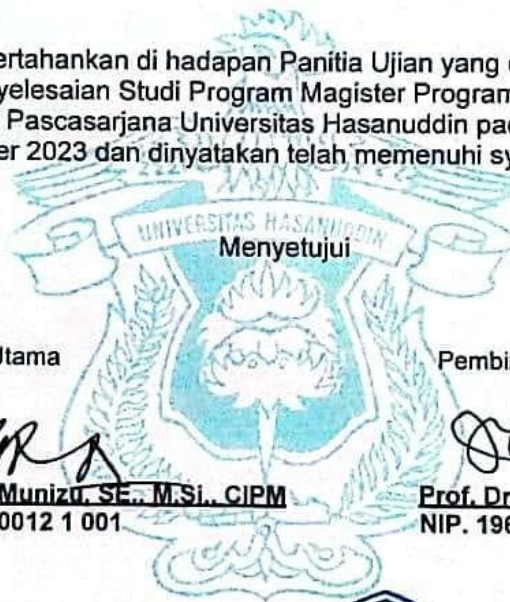 ertahankan di hadapan Panitia Ujian yang
yelesaian Studi Program Magister Program
Pascasarjana Universitas Hasanuddin pad
er 2023 dan dinyatakan telah memenuhi sy
UNIVERSITAS HASANUDDIN
Menyetujui
Utama Pembi
Munizu, SE., M.Si., CIPM Prof. Dr
0012 1 001 NIP. 196